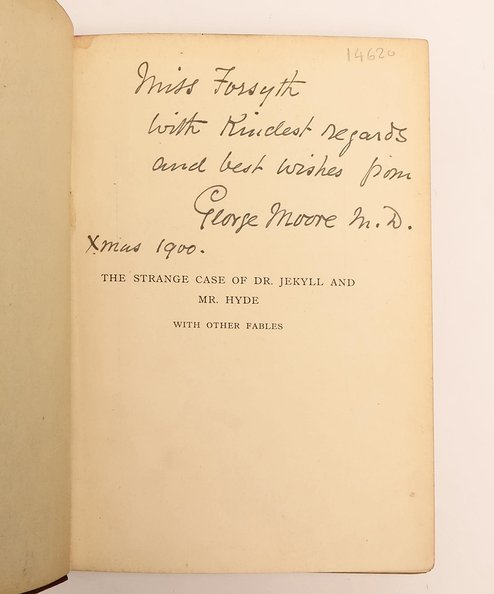 14620
Miss Forsyth
with Kindest regards
and best wishes from
George Moore M.D.
Xmas 1900.
THE STRANGE CASE OF DR. JEKYLL AND
MR. HYDE
WITH OTHER FABLES